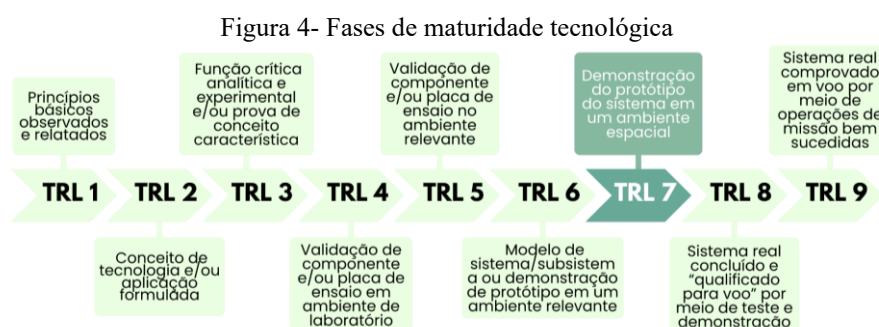 Figura 4- Fases de maturidade tecnológica
Princípios
básicos
observados
e relatados
Função crítica
analítica e
experimental
e/ou prova de
conceito
característica
Validação de
componente
e/ou placa de
ensaio no
ambiente
relevante
Demonstração
do protótipo
do sistema em
um ambiente
espacial
Sistema real
comprovado
em voo por
meio de
operações de
missão bem
sucedidas
TRL 1
TRL 2
TRL 3
TRL 4
TRL 5
TRL 6
TRL 7
TRL 8
TRL 9
Conceito de
tecnologia e/ou
aplicação
formulada
Validação de
componente
e/ou placa de
ensaio em
ambiente de
laboratório
Modelo de
sistema/subsistem
a ou demonstração
de protótipo em um
ambiente relevante
Sistema real
concluído e
“qualificado
para voo” por
meio de teste e
demonstração